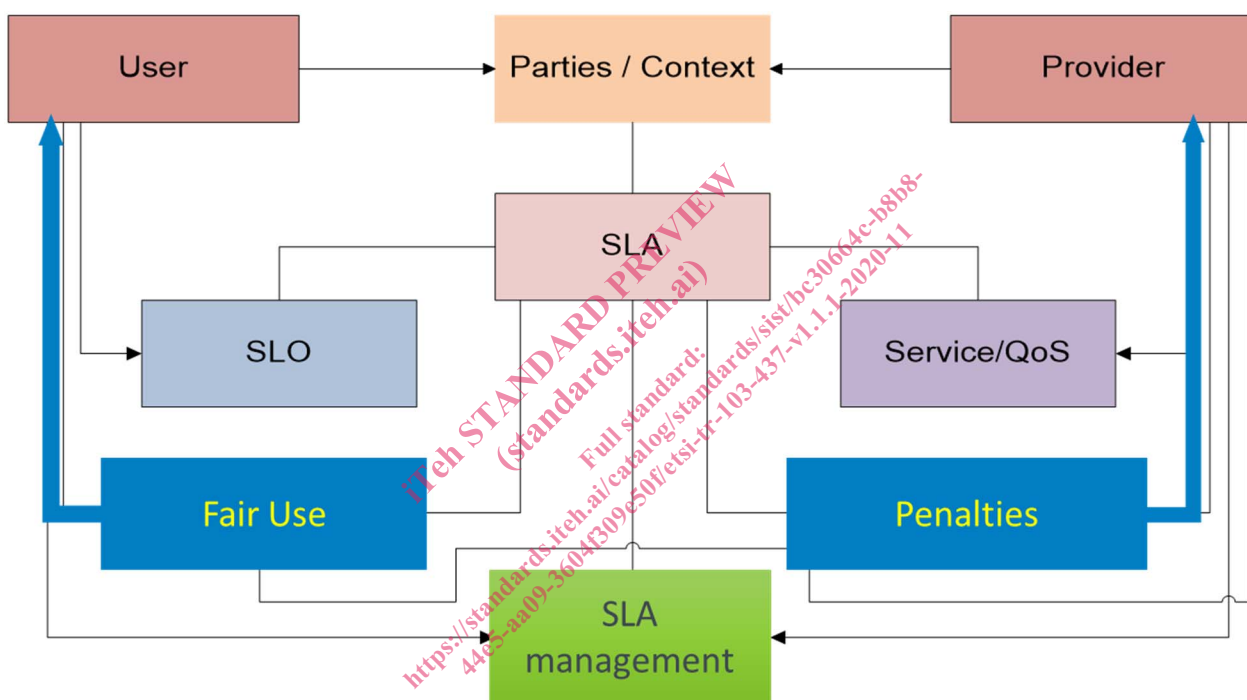 User
Parties / Context
Provider
SLA
SLO
Service/QoS
Fair Use
Penalties
SLA
management
iTeh STANDARD PREVIEW
(standards.iteh.ai)
Full standard:
https://standards.iteh.ai/catalog/standards/sist/bc30664c-b8b8-
44e5-aa09-3604f309e50f/etsi-tr-103-437-v1.1.1-2020-11